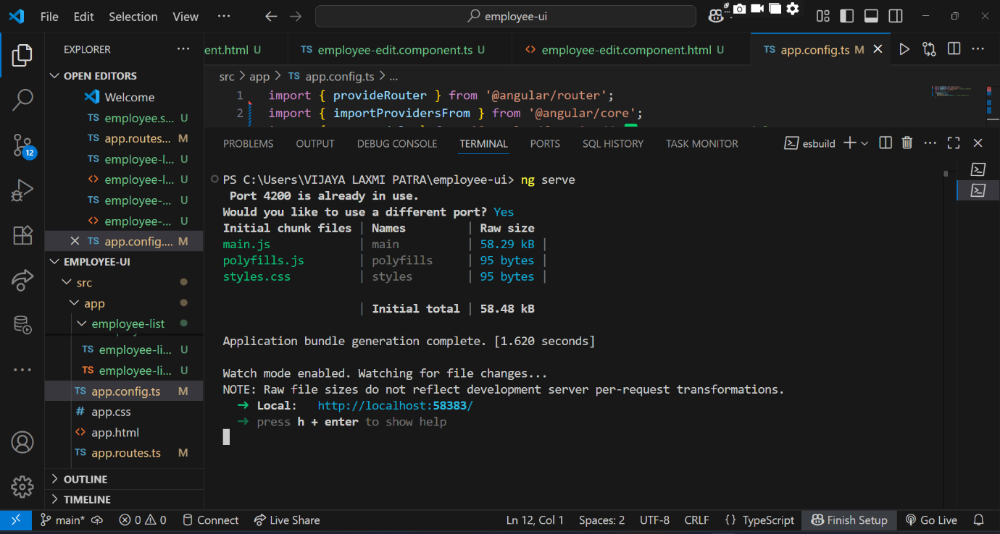 File Edit Selection View ··· employee-ui
EXPLORER ···
OPEN EDITORS
Welcome
TS employee.s... U
TS app.routes... M
TS employee-l... U
<> employee-l... U
TS employee-... U
<> employee-... U
TS app.config.... M
EMPLOYEE-UI
src
app
employee-list
TS employee-li... U
TS employee-li... U
TS app.config.ts M
# app.css
<> app.html
TS app.routes.ts M
OUTLINE
TIMELINE
12
ent.html U TS employee-edit.component.ts U <> employee-edit.component.html U TS app.config.ts M
src > app > TS app.config.ts > ...
1 import { provideRouter } from '@angular/router';
2 import { importProvidersFrom } from '@angular/core';
PROBLEMS OUTPUT DEBUG CONSOLE TERMINAL PORTS SQL HISTORY TASK MONITOR esbuild
PS C:\Users\VIJAYA LAXMI PATRA\employee-ui> ng serve
Port 4200 is already in use.
Would you like to use a different port? Yes
Initial chunk files | Names | Raw size
main.js | main | 58.29 kB |
polyfills.js | polyfills | 95 bytes |
styles.css | styles | 95 bytes |
| Initial total | 58.48 kB
Application bundle generation complete. [1.620 seconds]
Watch mode enabled. Watching for file changes...
NOTE: Raw file sizes do not reflect development server per-request transformations.
➜ Local: http://localhost:58383/
➜ press h + enter to show help
main* 0 0 Connect Live Share Ln 12, Col 1 Spaces: 2 UTF-8 CRLF {} TypeScript Finish Setup Go Live